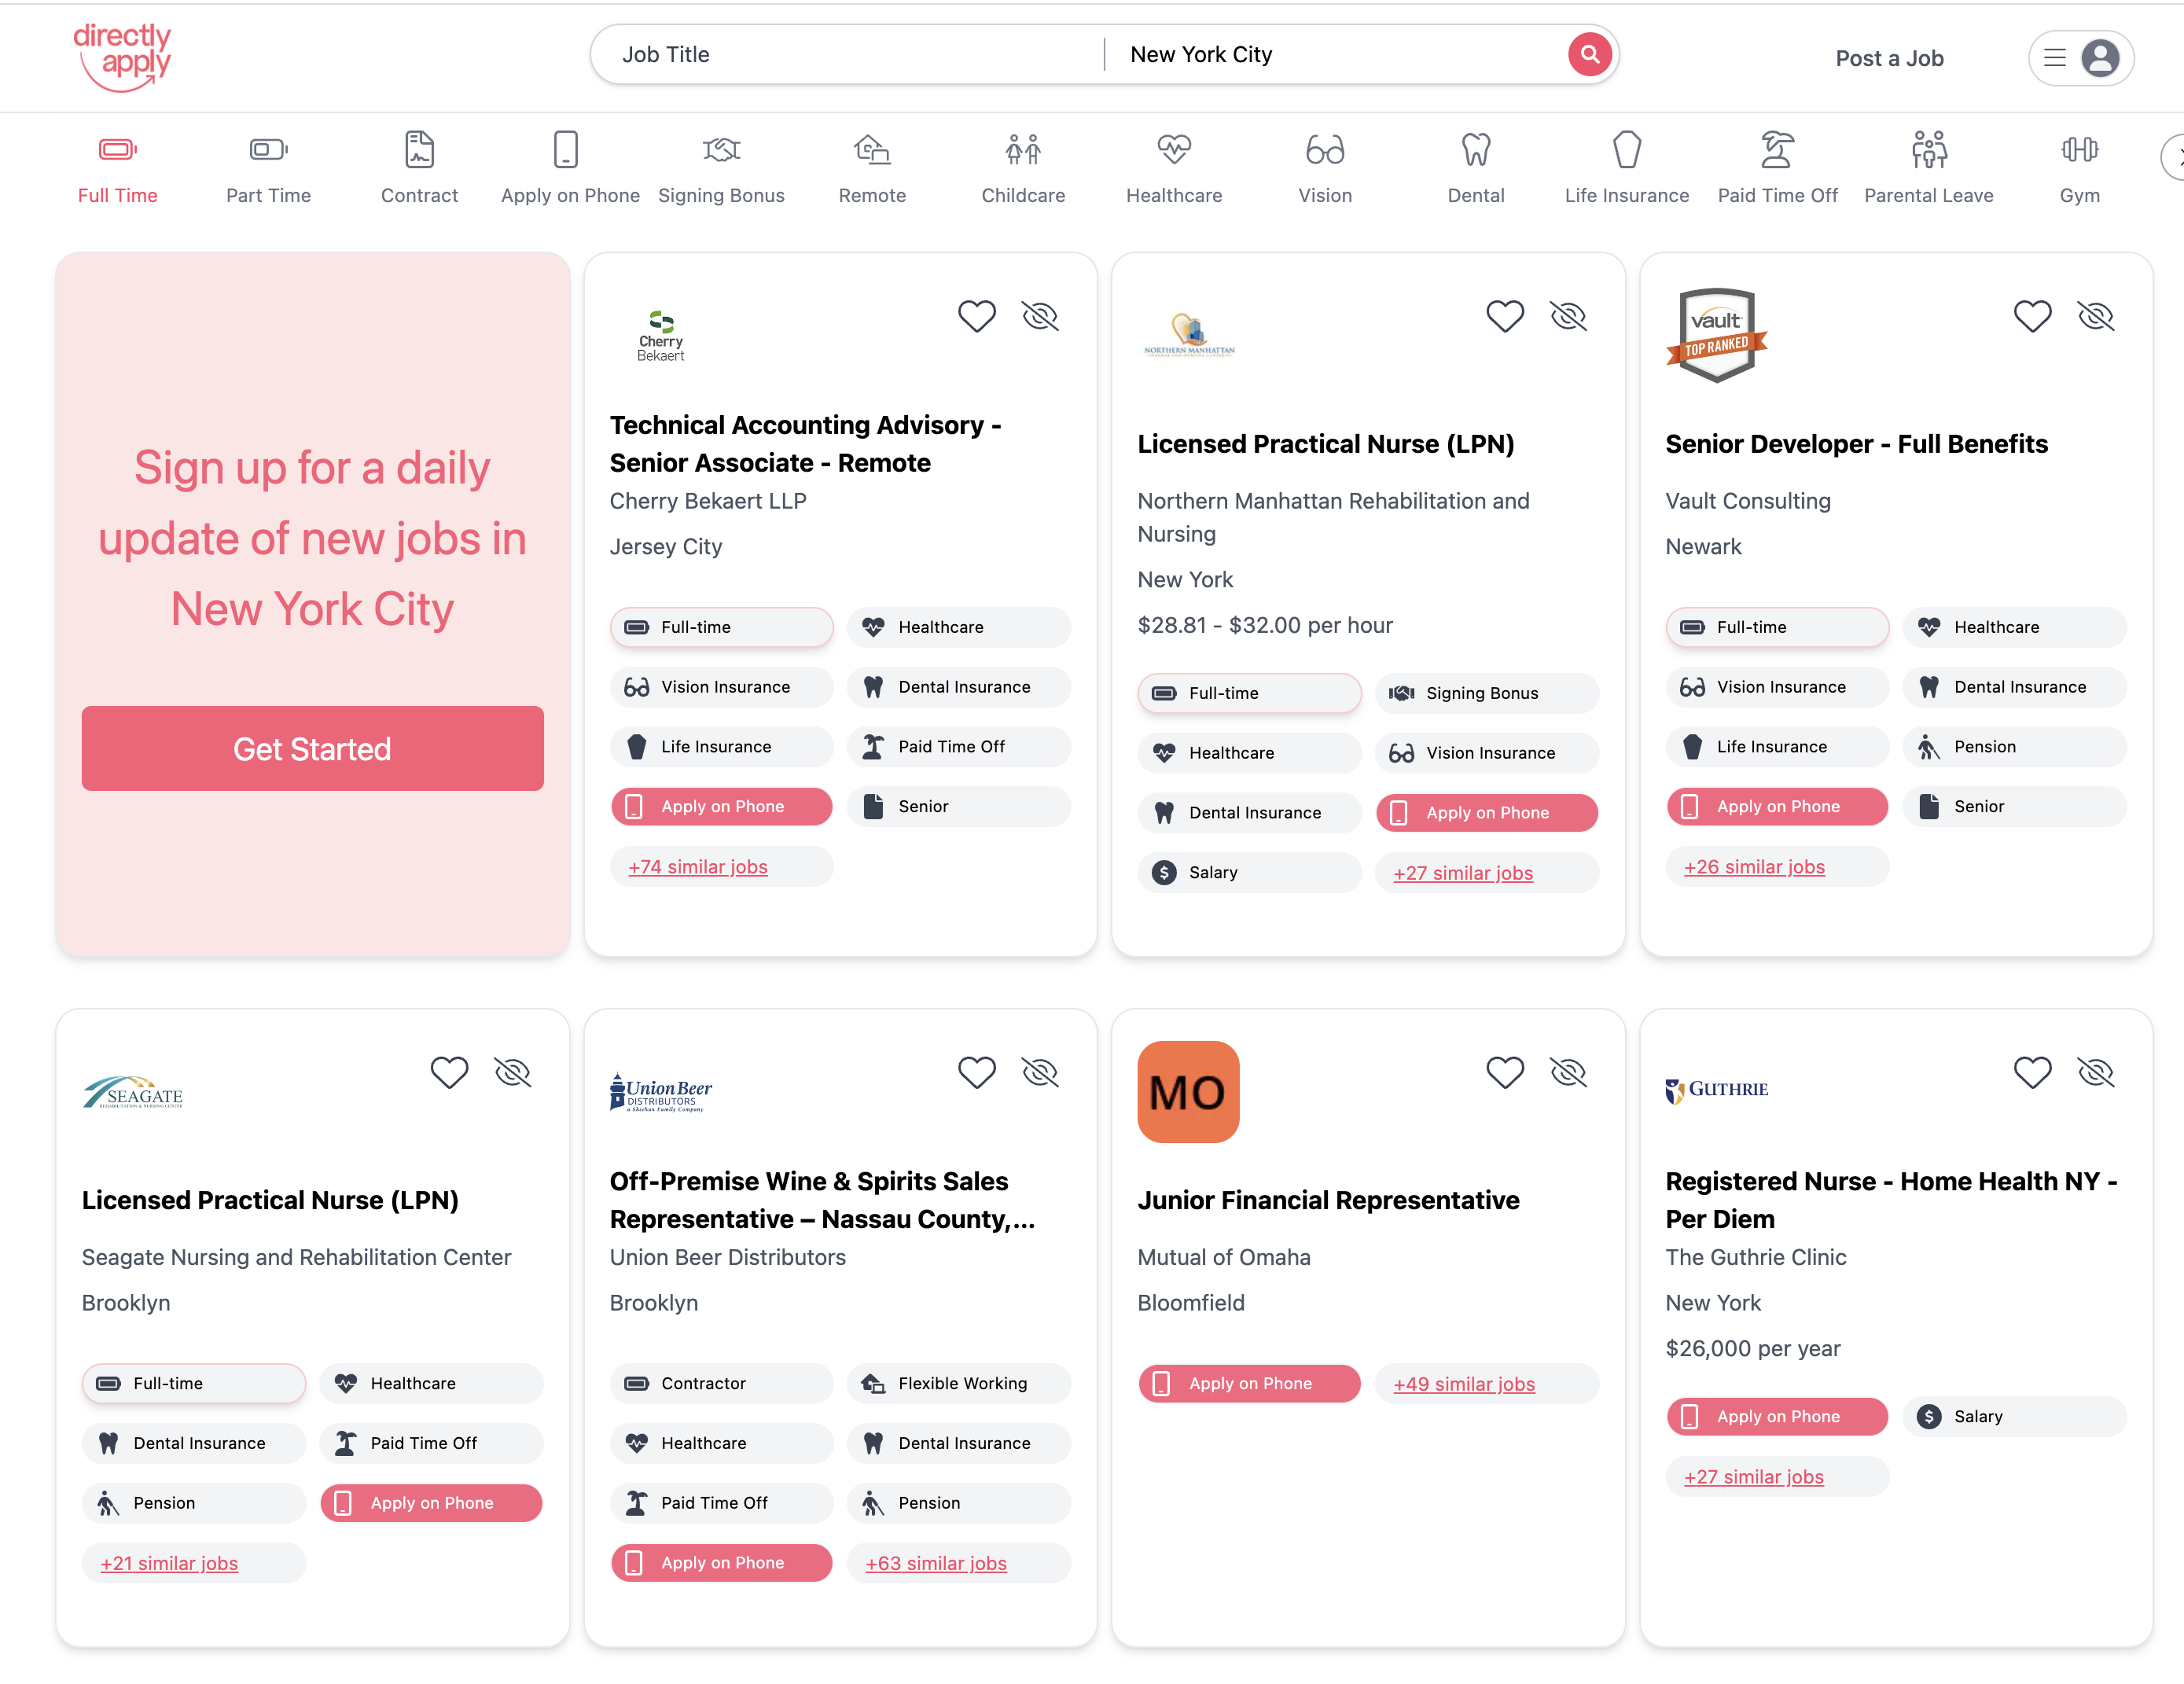 directly
apply
Job Title
New York City
Post a Job
Full Time
Part Time
Contract
Apply on Phone
Signing Bonus
Remote
Childcare
Healthcare
Vision
Dental
Life Insurance
Paid Time Off
Parental Leave
Gym
Sign up for a daily
update of new jobs in
New York City
Get Started
Cherry
Bekaert
Technical Accounting Advisory -
Senior Associate - Remote
Cherry Bekaert LLP
Jersey City
Full-time
Healthcare
Vision Insurance
Dental Insurance
Life Insurance
Paid Time Off
Apply on Phone
Senior
+74 similar jobs
NORTHERN MANHATTAN
Licensed Practical Nurse (LPN)
Northern Manhattan Rehabilitation and
Nursing
New York
$28.81 - $32.00 per hour
Full-time
Signing Bonus
Healthcare
Vision Insurance
Dental Insurance
Apply on Phone
Salary
+27 similar jobs
vault
TOP RANKED
Senior Developer - Full Benefits
Vault Consulting
Newark
Full-time
Healthcare
Vision Insurance
Dental Insurance
Life Insurance
Pension
Apply on Phone
Senior
+26 similar jobs
SEAGATE
REHABILITATION & NURSING CENTER
Licensed Practical Nurse (LPN)
Seagate Nursing and Rehabilitation Center
Brooklyn
Full-time
Healthcare
Dental Insurance
Paid Time Off
Pension
Apply on Phone
+21 similar jobs
Union Beer
DISTRIBUTORS
a Sheehan Family Company
Off-Premise Wine & Spirits Sales
Representative – Nassau County,...
Union Beer Distributors
Brooklyn
Contractor
Flexible Working
Healthcare
Dental Insurance
Paid Time Off
Pension
Apply on Phone
+63 similar jobs
MO
Junior Financial Representative
Mutual of Omaha
Bloomfield
Apply on Phone
+49 similar jobs
GUTHRIE
Registered Nurse - Home Health NY -
Per Diem
The Guthrie Clinic
New York
$26,000 per year
Apply on Phone
Salary
+27 similar jobs